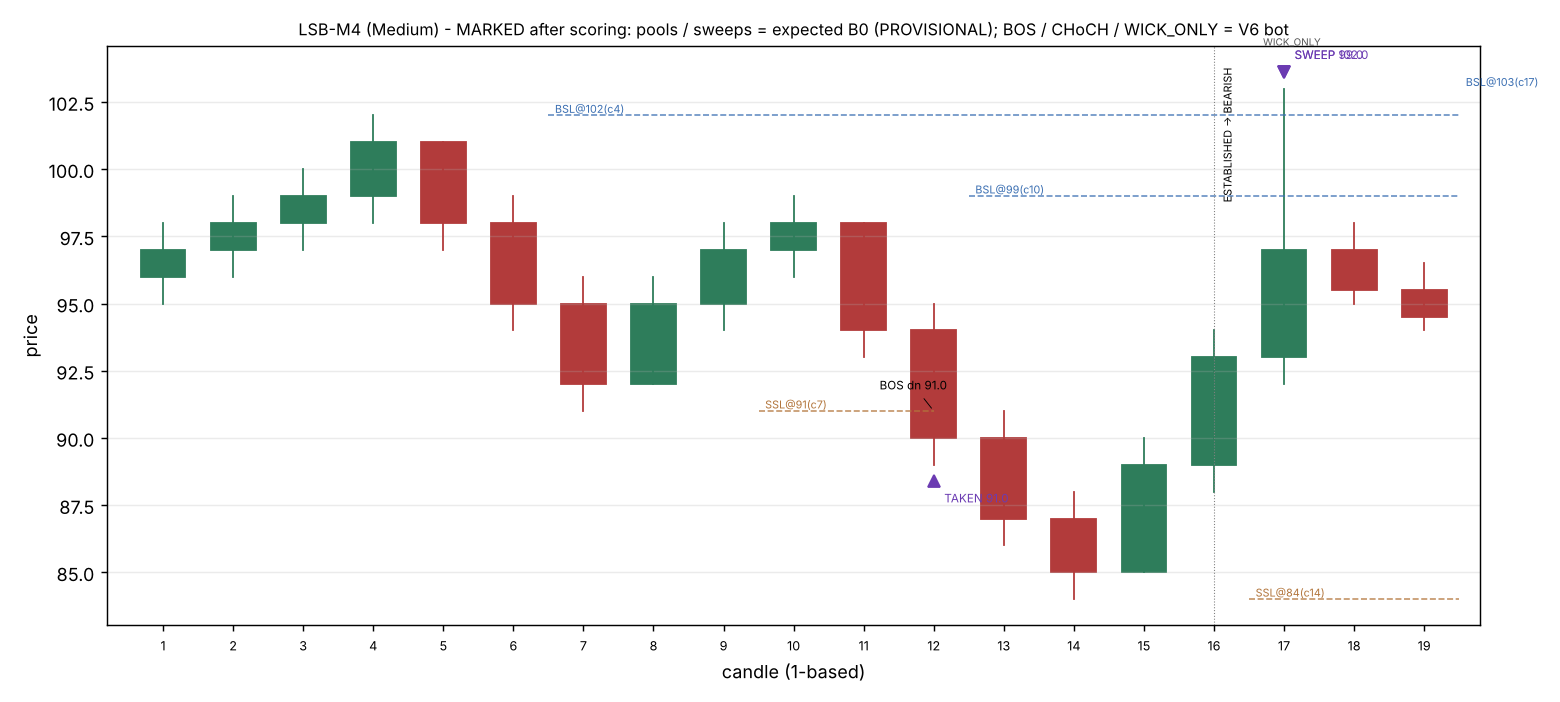 LSB-M4 (Medium) - MARKED after scoring: pools / sweeps = expected B0 (PROVISIONAL); BOS / CHoCH / WICK_ONLY = V6 bot
WICK_ONLY
SWEEP
BSL@103(c17)
BSL@102(c4)
ESTABLISHED → BEARISH
BSL@99(c10)
BOS dn 91.0
SSL@91(c7)
TAKEN 91.0
SSL@84(c14)
price
102.5
100.0
97.5
95.0
92.5
90.0
87.5
85.0
1 2 3 4 5 6 7 8 9 10 11 12 13 14 15 16 17 18 19
candle (1-based)